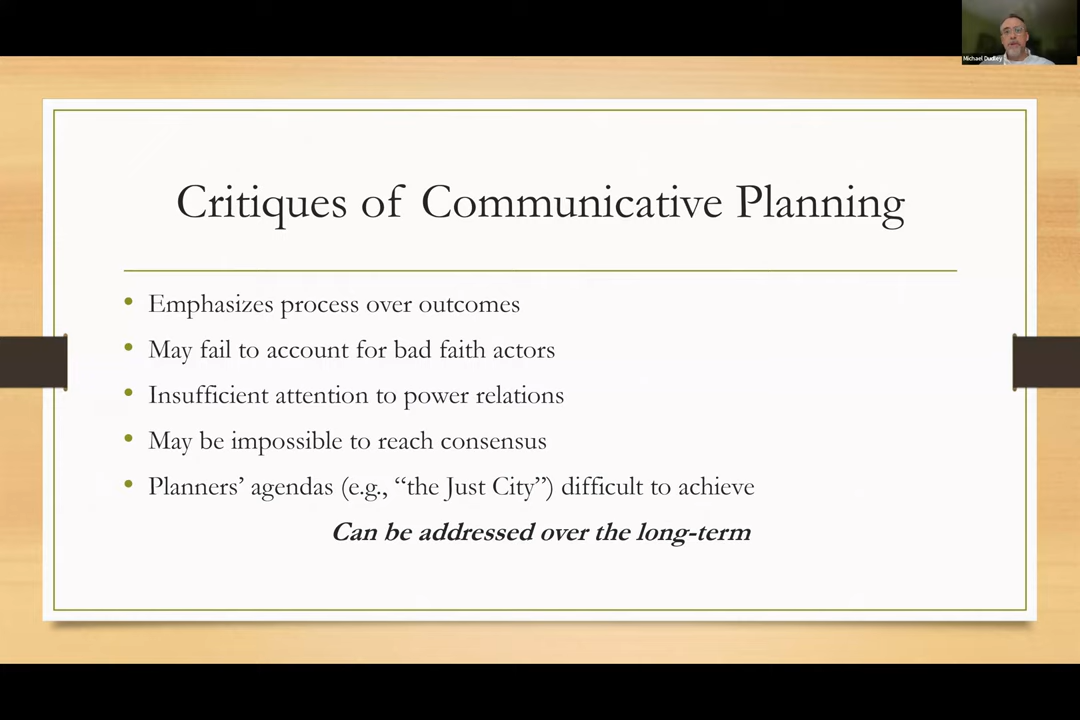 Michael Dudley
Critiques of Communicative Planning
• Emphasizes process over outcomes
• May fail to account for bad faith actors
• Insufficient attention to power relations
• May be impossible to reach consensus
• Planners’ agendas (e.g., “the Just City”) difficult to achieve
Can be addressed over the long-term